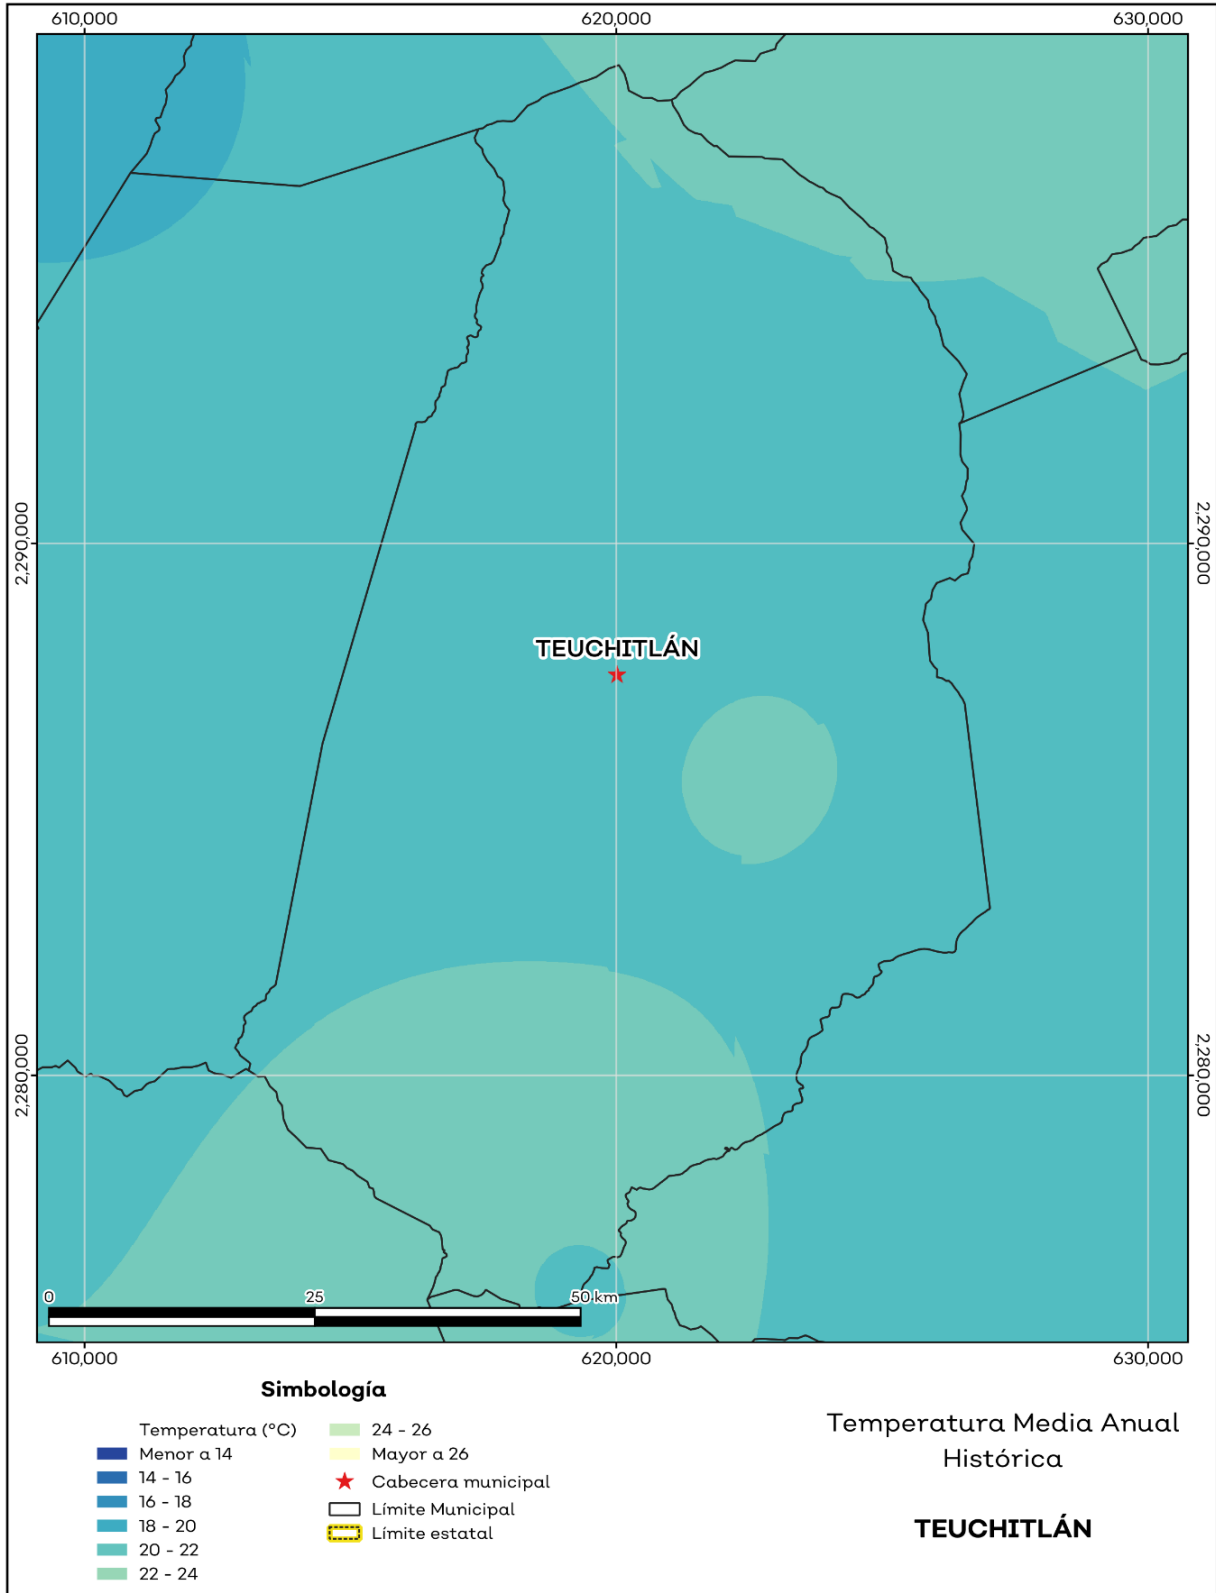 610,000
620,000
630,000
2,290,000
2,290,000
TEUCHITLÁN
2,280,000
2,280,000
0
25
50 km
610,000
620,000
630,000
Simbología
Temperatura (°C)
Menor a 14
14 - 16
16 - 18
18 - 20
20 - 22
22 - 24
24 - 26
Mayor a 26
Cabecera municipal
Límite Municipal
Límite estatal
Temperatura Media Anual
Histórica
TEUCHITLÁN